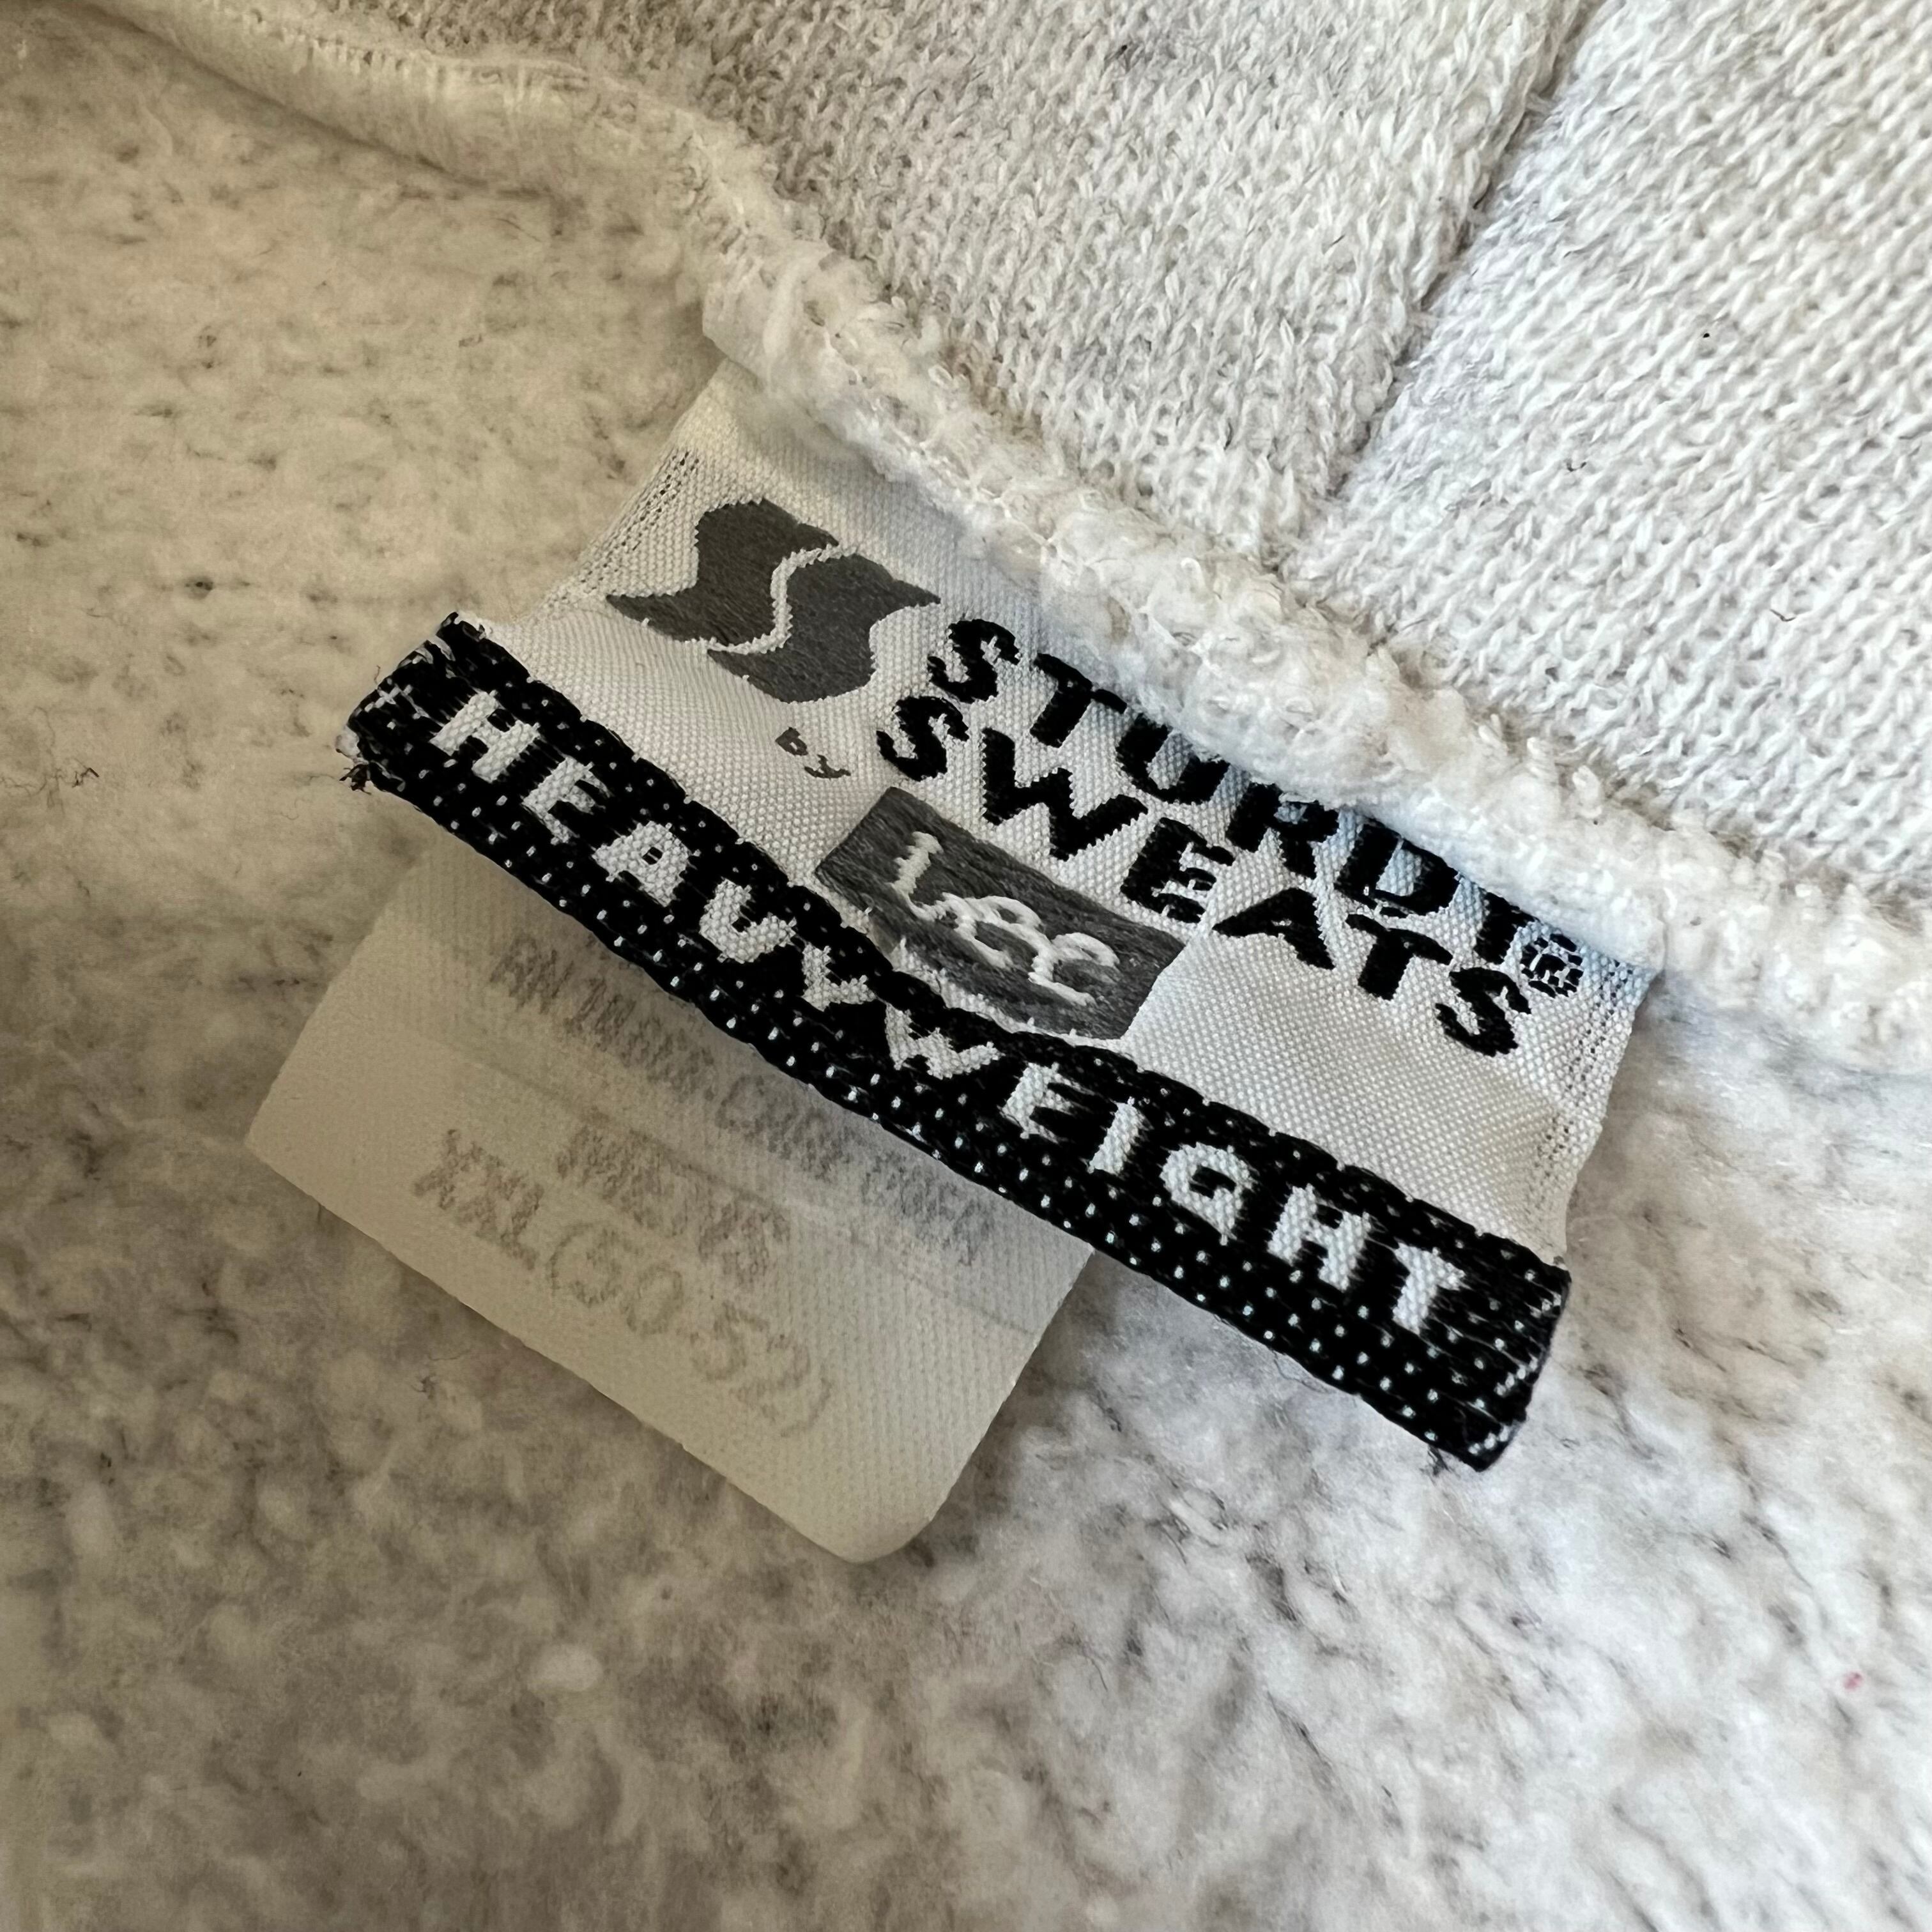 STURDY®
SWEATS
by
Lee
HEAVYWEIGHT
XXL(50-52)